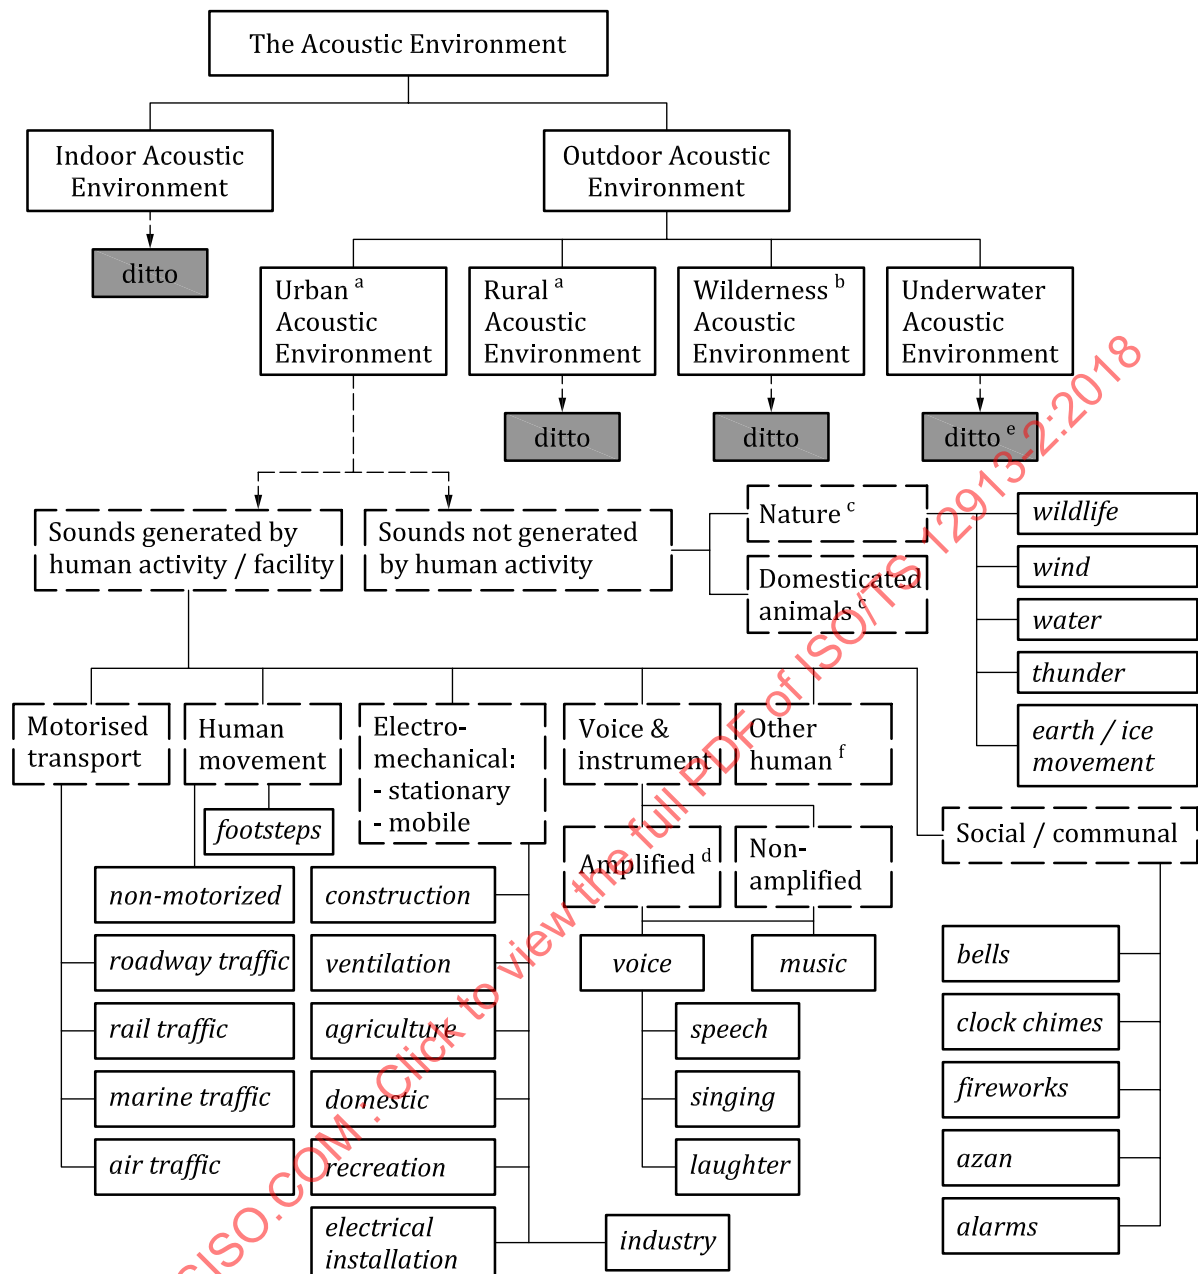 The Acoustic Environment
Indoor Acoustic
Environment
Outdoor Acoustic
Environment
ditto
Urban a
Acoustic
Environment
Rural a
Acoustic
Environment
Wilderness b
Acoustic
Environment
Underwater
Acoustic
Environment
ditto
ditto
ditto e
Sounds generated by
human activity / facility
Sounds not generated
by human activity
Nature c
Domesticated
animals c
wildlife
wind
water
thunder
earth / ice
movement
Motorised
transport
Human
movement
Electro-
mechanical:
- stationary
- mobile
Voice &
instrument
Other
human f
Social / communal
footsteps
non-motorized
roadway traffic
rail traffic
marine traffic
air traffic
construction
ventilation
agriculture
domestic
recreation
electrical
installation
industry
Amplified d
Non-
amplified
voice
music
speech
singing
laughter
bells
clock chimes
fireworks
azan
alarms
SISO.COM : Click to view the full PDF of ISO/TS 12913-2:2018